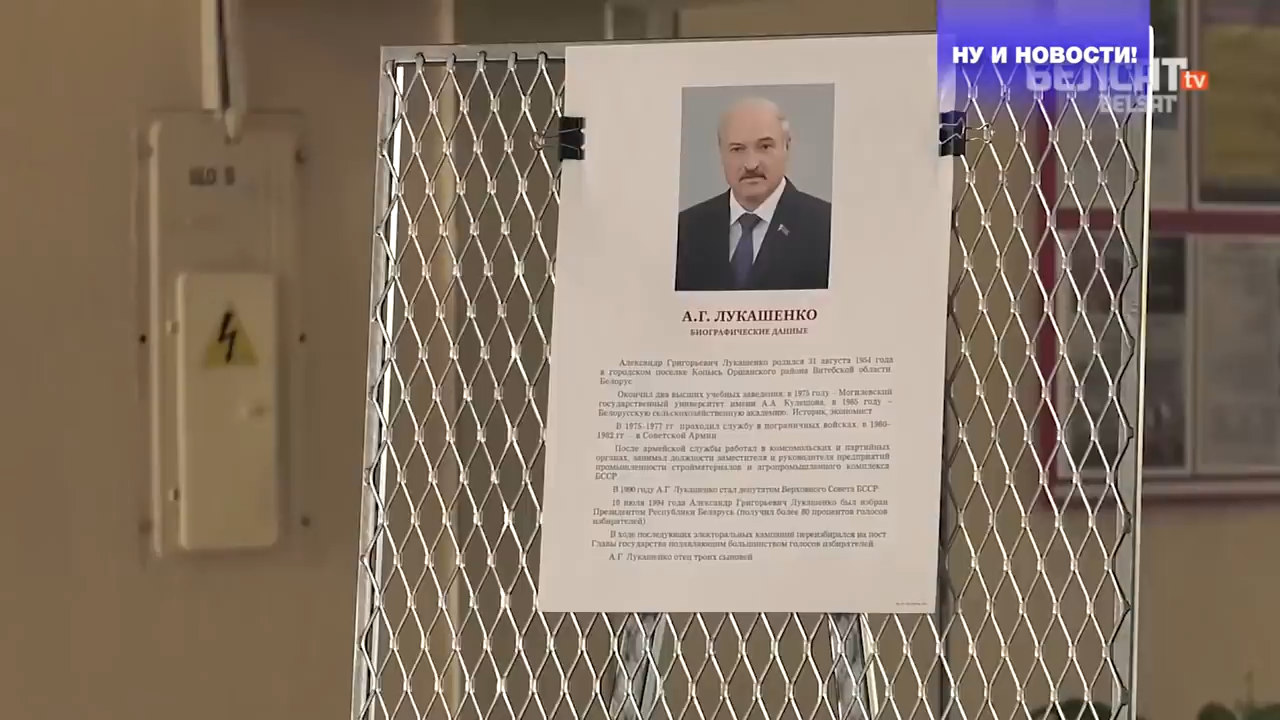 НУ И НОВОСТИ!
БЕЛСАТ tv
BELSAT
А.Г. ЛУКАШЕНКО
БИОГРАФИЧЕСКИЕ ДАННЫЕ
Александр Григорьевич Лукашенко родился 31 августа 1954 года
в городском поселке Копысь Оршанского района Витебской области
Белорус
Окончил два высших учебных заведения: в 1975 году – Могилевский
государственный университет имени А.А. Кулешова, в 1985 году –
Белорусскую сельскохозяйственную академию. Историк, экономист
В 1975-1977 гг. проходил службу в пограничных войсках, в 1980–
1982 гг. – в Советской Армии
После армейской службы работал в комсомольских и партийных
органах, занимал должности заместителя и руководителя предприятий
промышленности стройматериалов и агропромышленного комплекса
БССР
В 1990 году А.Г. Лукашенко стал депутатом Верховного Совета БССР
10 июля 1994 года Александр Григорьевич Лукашенко был избран
Президентом Республики Беларусь (получил более 80 процентов голосов
избирателей)
В ходе последующих электоральных кампаний переизбирался на пост
Главы государства подавляющим большинством голосов избирателей
А.Г. Лукашенко отец троих сыновей